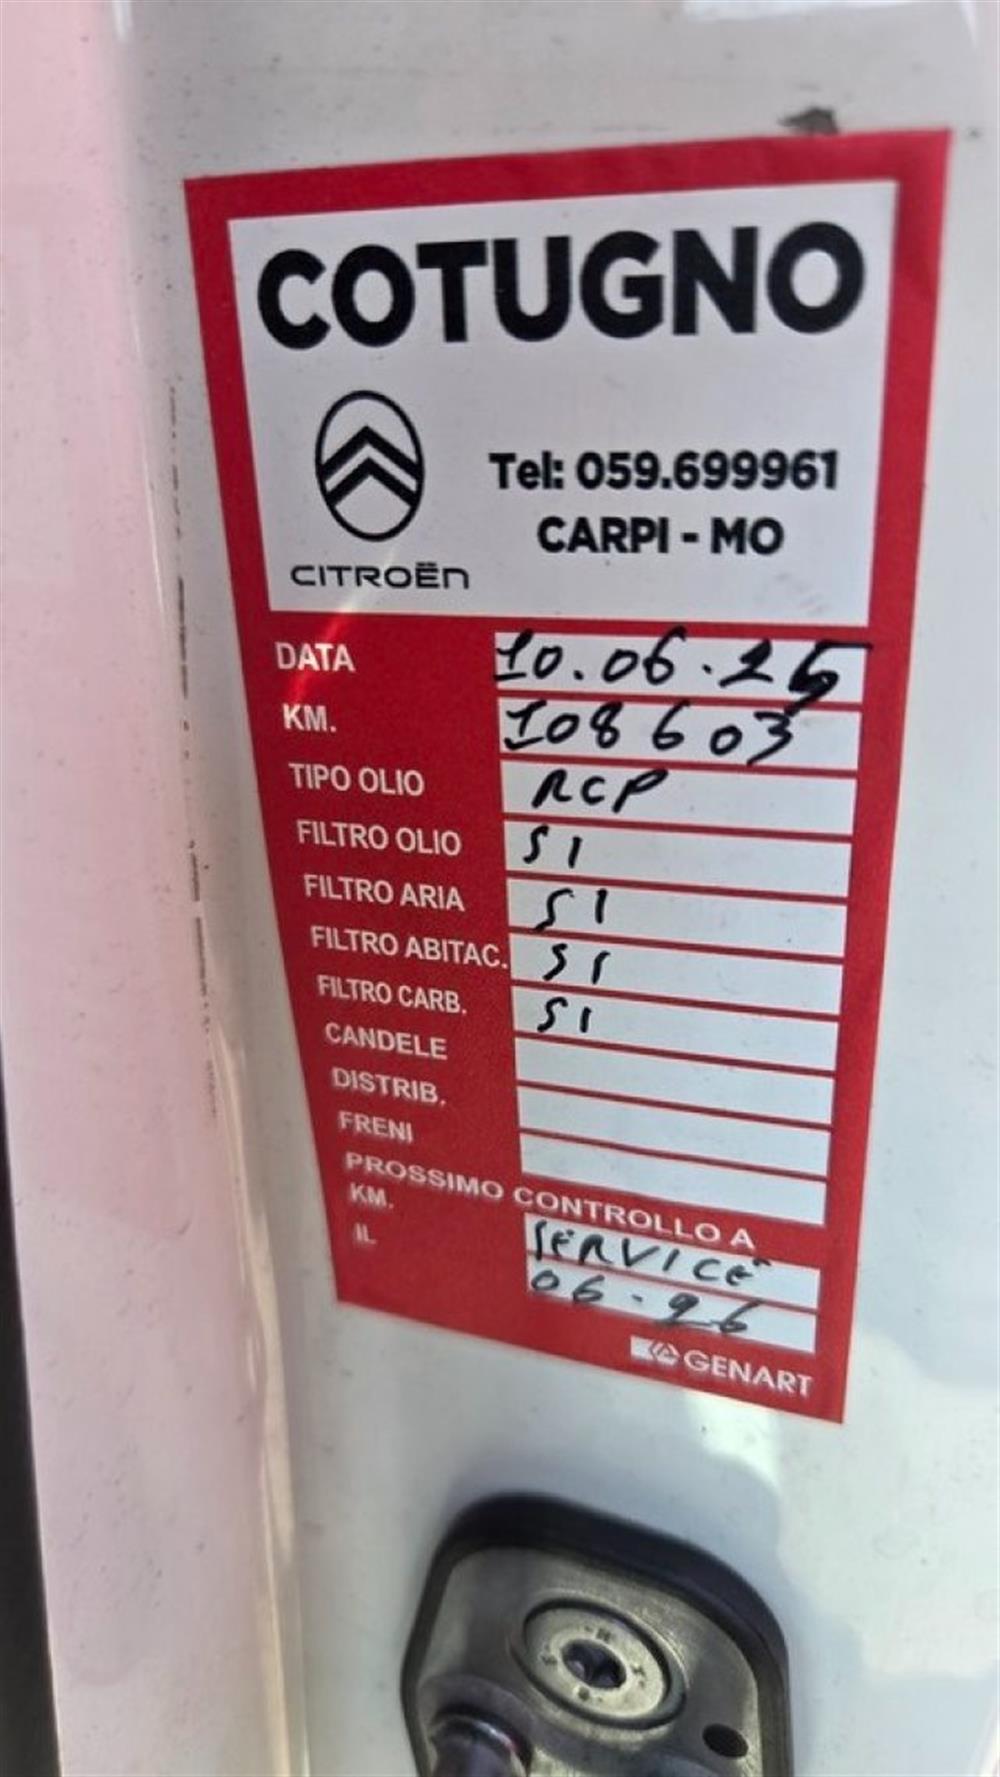 COTUGNO
Tel: 059.699961
CARPI - MO
CITROËN
DATA 10.06.25
KM. 108603
TIPO OLIO RCP
FILTRO OLIO SI
FILTRO ARIA SI
FILTRO ABITAC. SI
FILTRO CARB. SI
CANDELE
DISTRIB.
FRENI
PROSSIMO CONTROLLO A
KM. SERVICE
IL 06-26
GENART